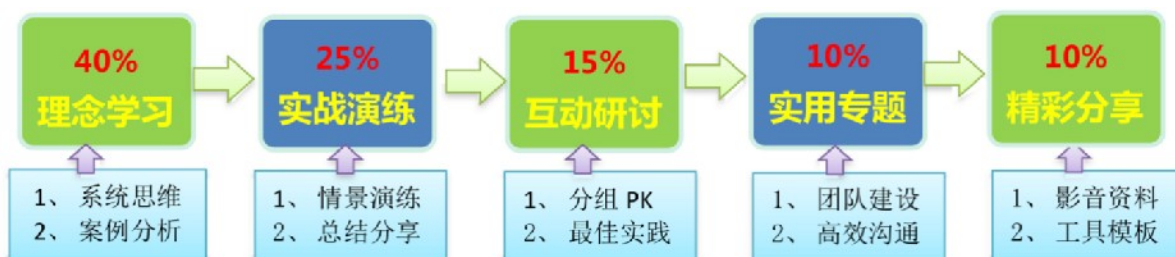 40%
理念学习
25%
实战演练
15%
互动研讨
10%
实用专题
10%
精彩分享
1、 系统思维
2、 案例分析
1、 情景演练
2、 总结分享
1、 分组 PK
2、 最佳实践
1、 团队建设
2、 高效沟通
1、 影音资料
2、 工具模板